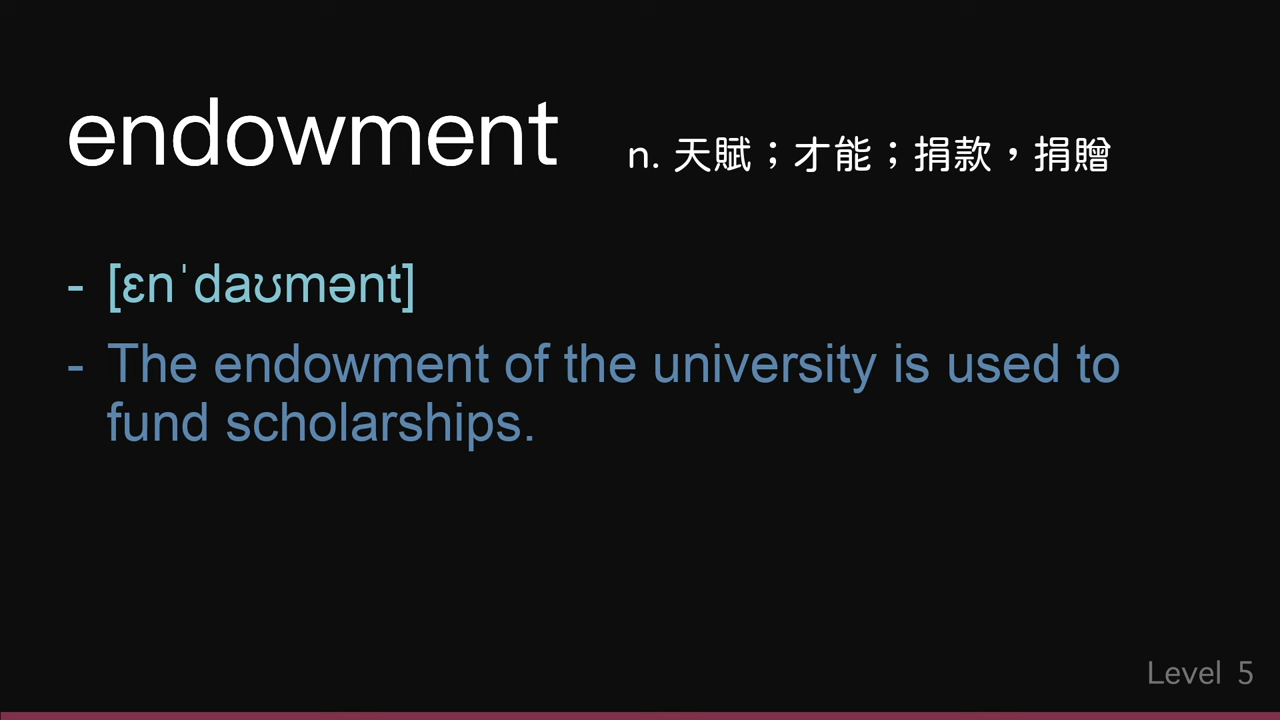 endowment n. 天賦；才能；捐款，捐贈
- [ɛnˈdaʊmənt]
- The endowment of the university is used to
fund scholarships.
Level 5